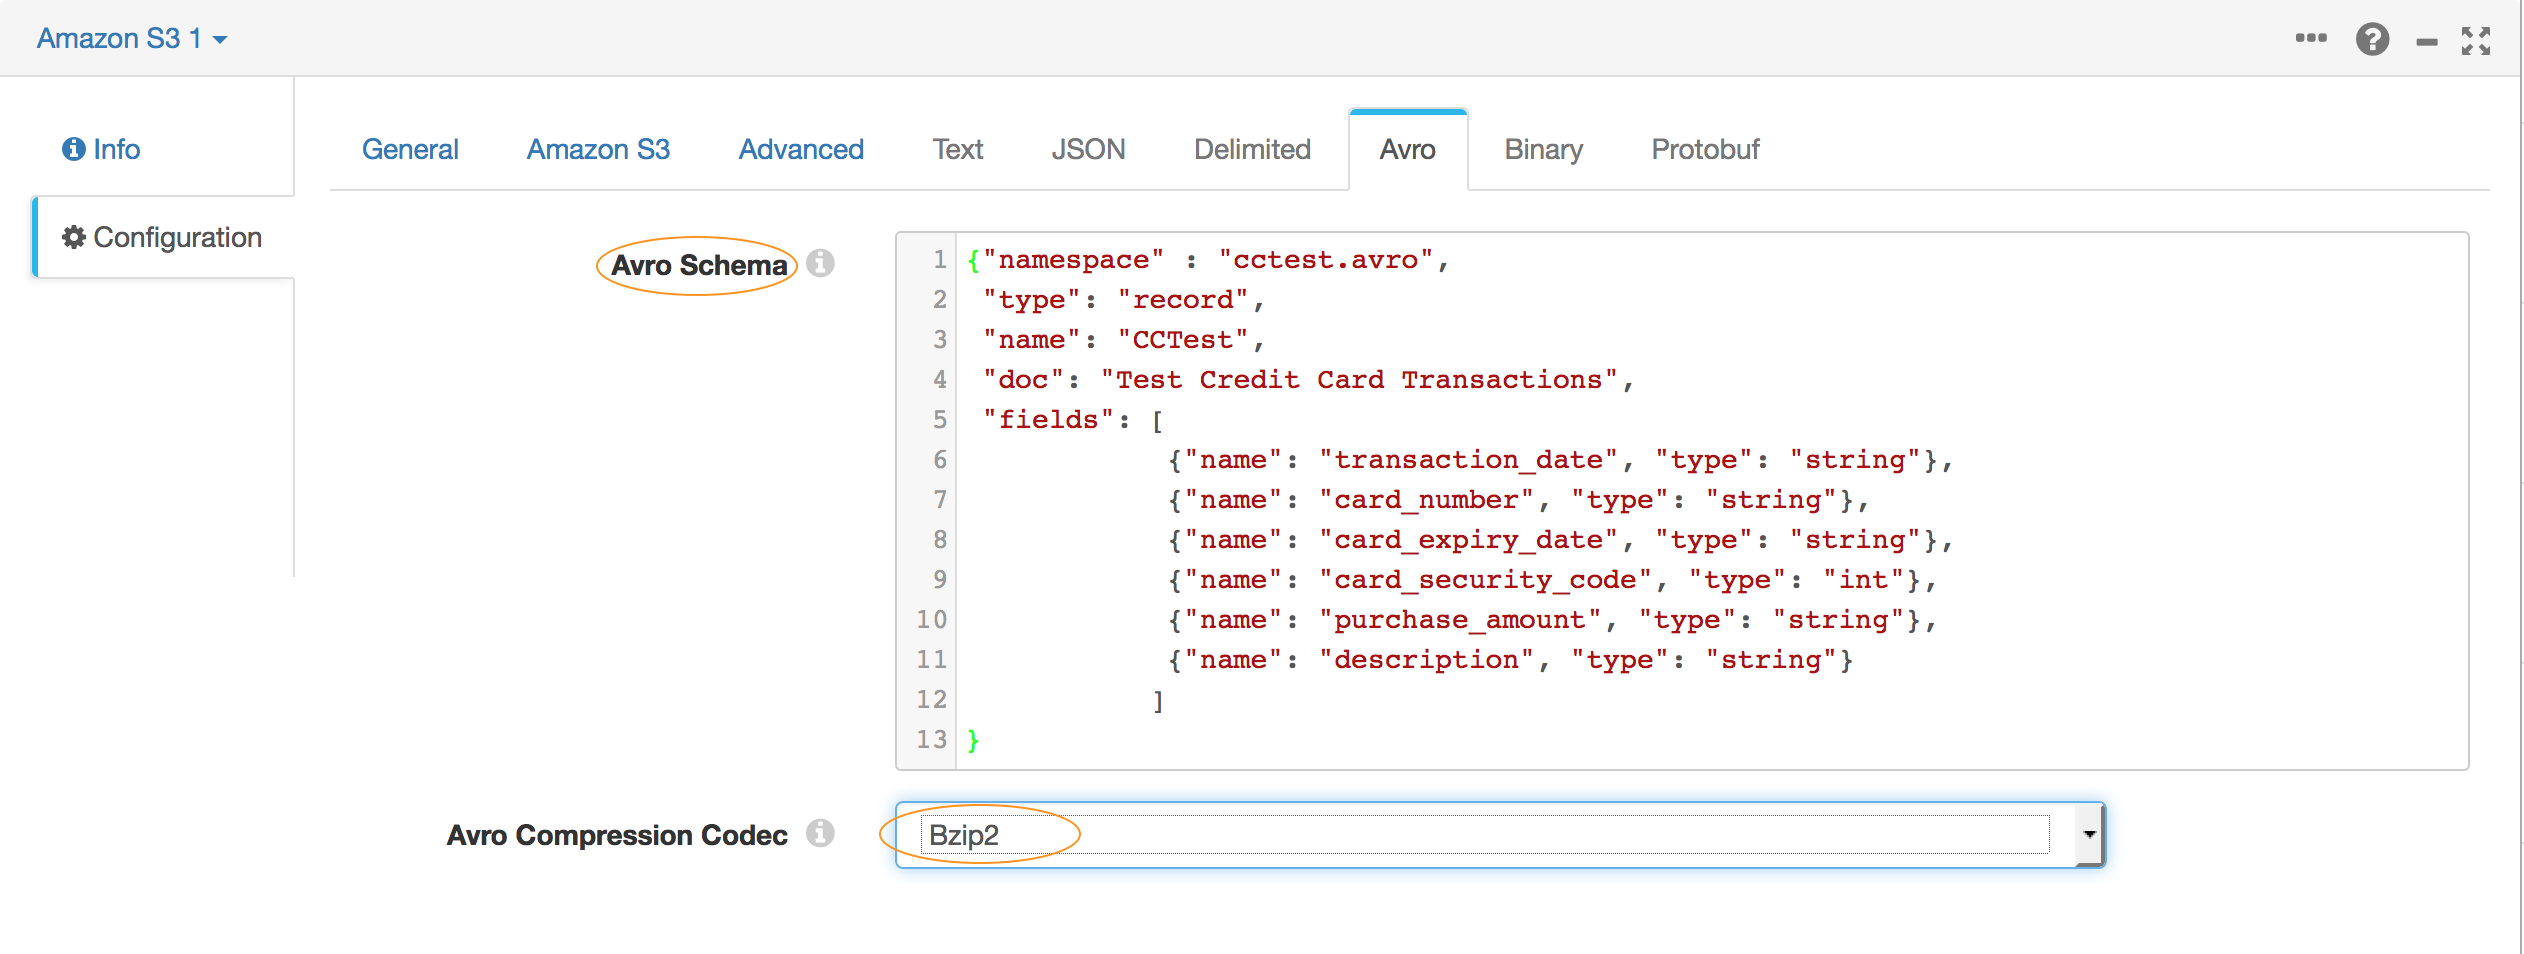 Amazon S3 1
Info
Configuration
General Amazon S3 Advanced Text JSON Delimited Avro Binary Protobuf
Avro Schema
1 {"namespace" : "cctest.avro",
2 "type": "record",
3 "name": "CCTest",
4 "doc": "Test Credit Card Transactions",
5 "fields": [
6 {"name": "transaction_date", "type": "string"},
7 {"name": "card_number", "type": "string"},
8 {"name": "card_expiry_date", "type": "string"},
9 {"name": "card_security_code", "type": "int"},
10 {"name": "purchase_amount", "type": "string"},
11 {"name": "description", "type": "string"}
12 ]
13 }
Avro Compression Codec Bzip2